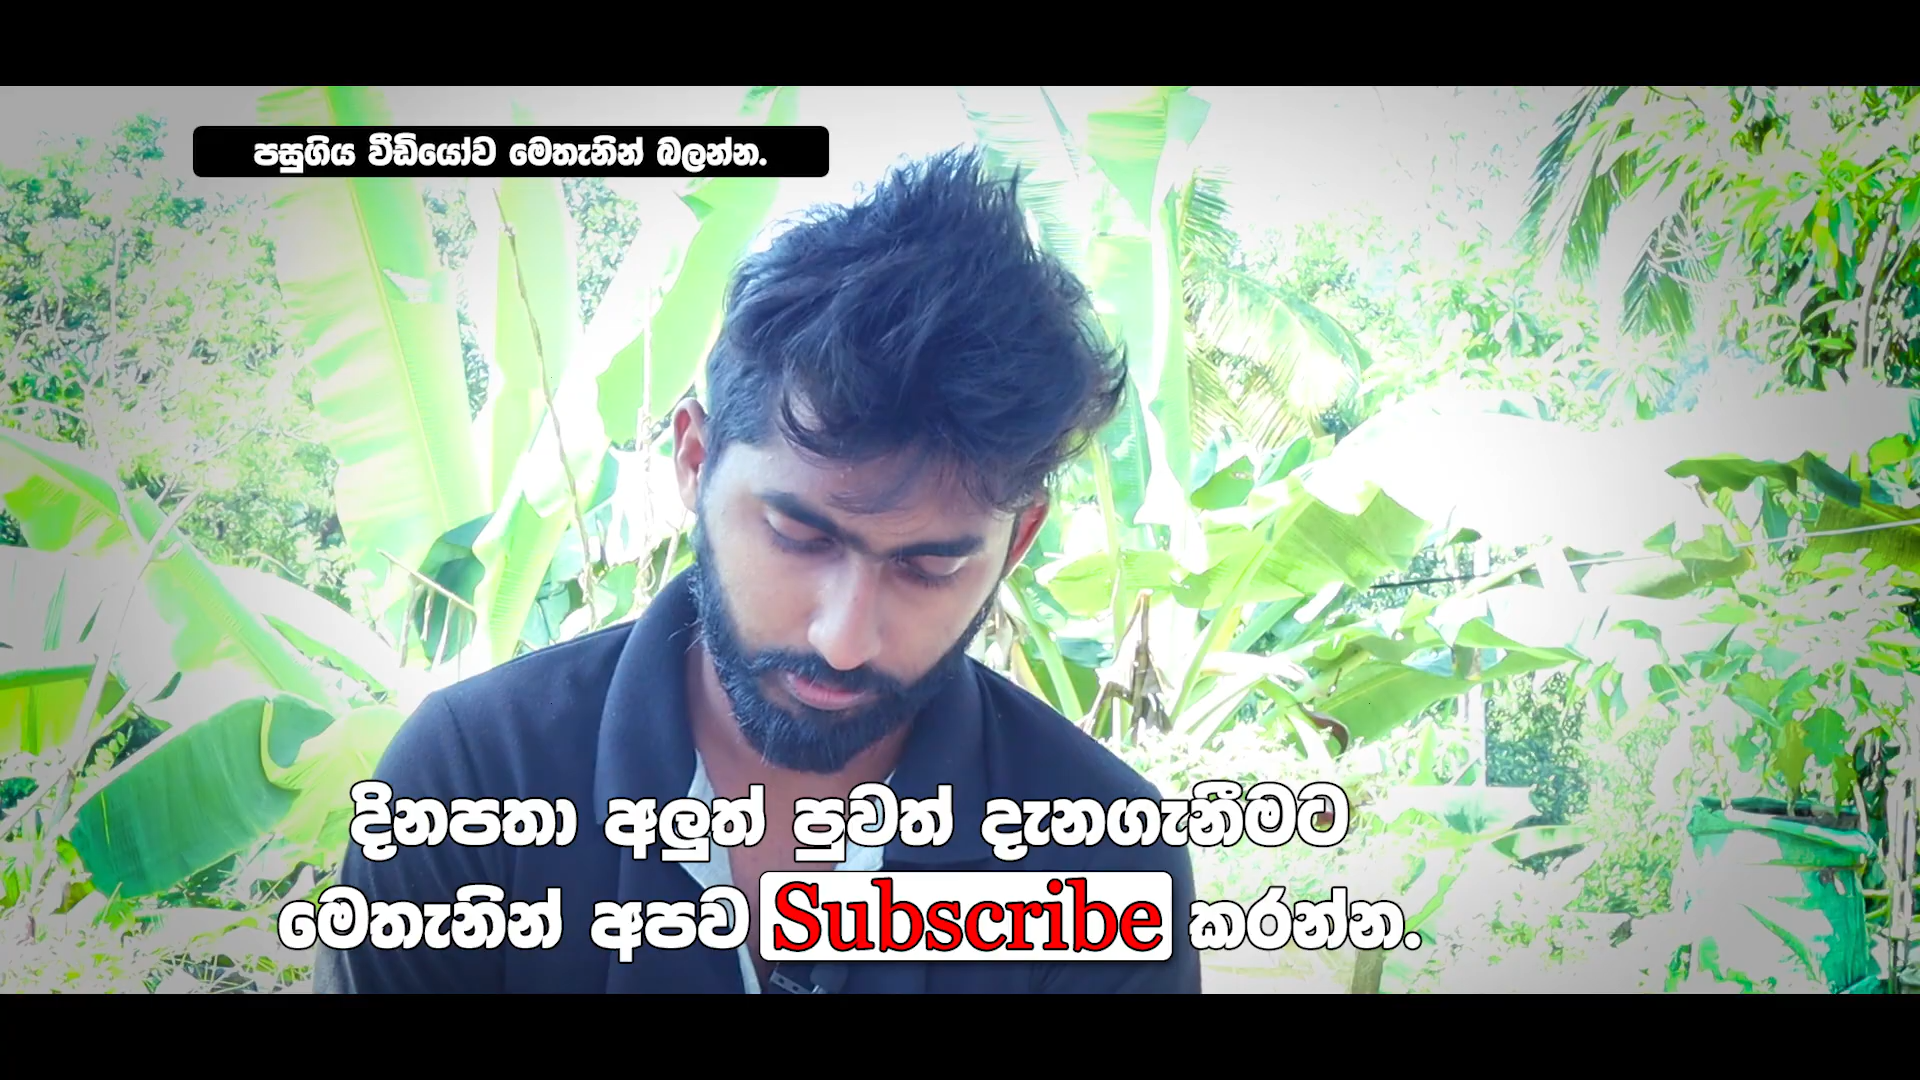 පසුගිය වීඩියෝව මෙතැනින් බලන්න.
දිනපතා අලුත් පුවත් දැනගැනීමට
මෙතැනින් අපව Subscribe කරන්න.